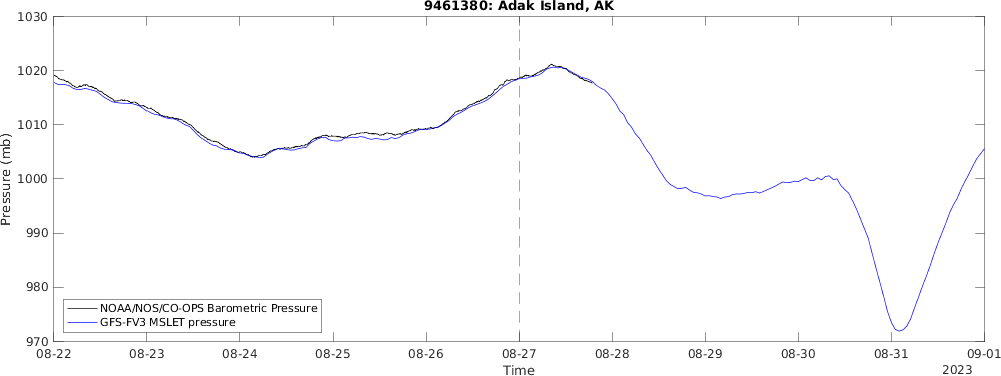 9461380: Adak Island, AK
Pressure (mb)
1030
1020
1010
1000
990
980
970
NOAA/NOS/CO-OPS Barometric Pressure
GFS-FV3 MSLET pressure
08-22 08-23 08-24 08-25 08-26 08-27 08-28 08-29 08-30 08-31 09-01
Time
2023